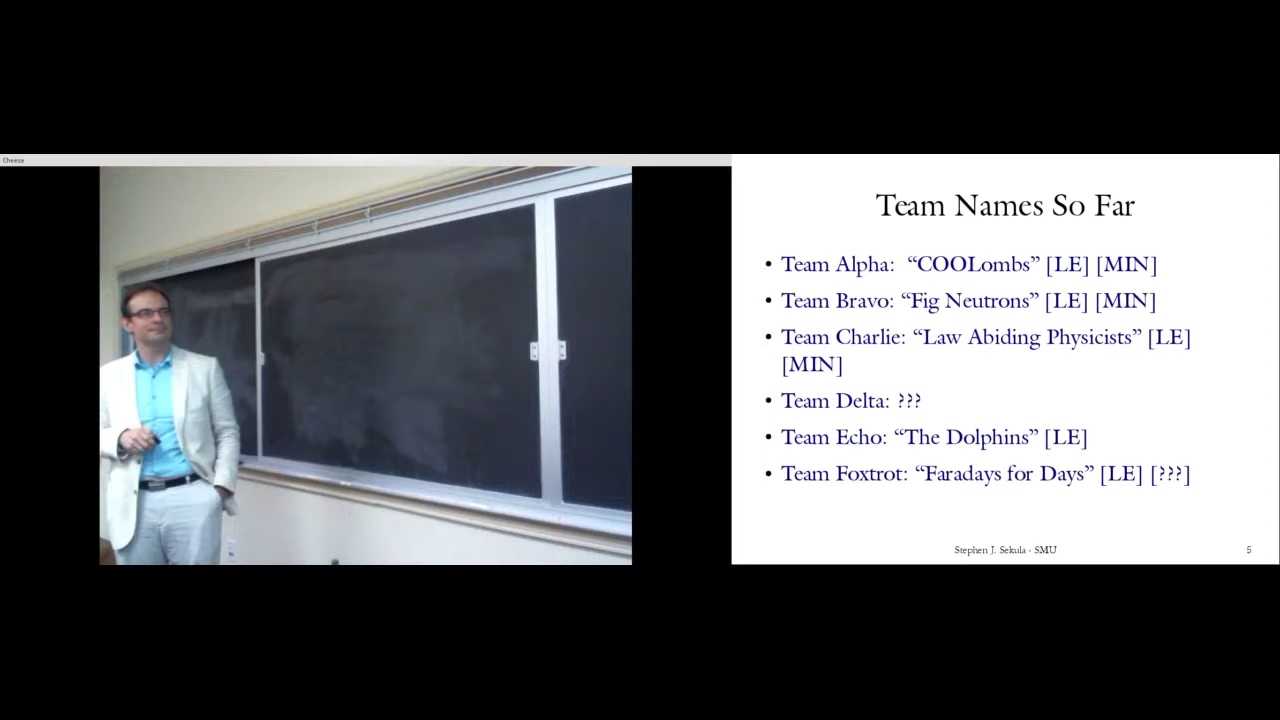 Cheese
Team Names So Far
• Team Alpha:  “COOLombs” [LE] [MIN]
• Team Bravo: “Fig Neutrons” [LE] [MIN]
• Team Charlie: “Law Abiding Physicists” [LE]
[MIN]
• Team Delta: ???
• Team Echo: “The Dolphins” [LE]
• Team Foxtrot: “Faradays for Days” [LE] [???]
Stephen J. Sekula - SMU
5